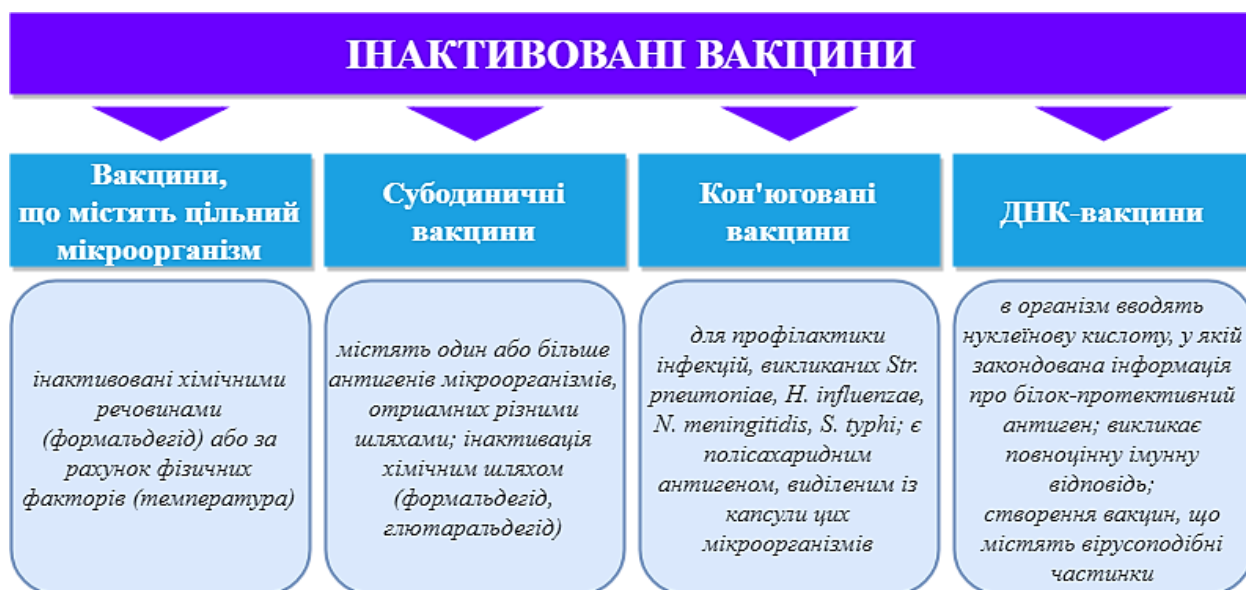 ІНАКТИВОВАНІ ВАКЦИНИ
Вакцини,
що містять цільний
мікроорганізм
Субодиничні
вакцини
Кон'юговані
вакцини
ДНК-вакцини
інактивовані хімічними
речовинами
(формальдегід) або за
рахунок фізичних
факторів (температура)
містять один або більше
антигенів мікроорганізмів,
отриамних різними
шляхами; інактивація
хімічним шляхом
(формальдегід,
глютаральдегід)
для профілактики
інфекцій, викликаних Str.
pneumoniae, H. influenzae,
N. meningitidis, S. typhi; є
полісахаридним
антигеном, виділеним із
капсули цих
мікроорганізмів
в організм вводять
нуклеїнову кислоту, у якій
закондована інформація
про білок-протективний
антиген; викликає
повноцінну імунну
відповідь;
створення вакцин, що
містять вірусоподібні
частинки